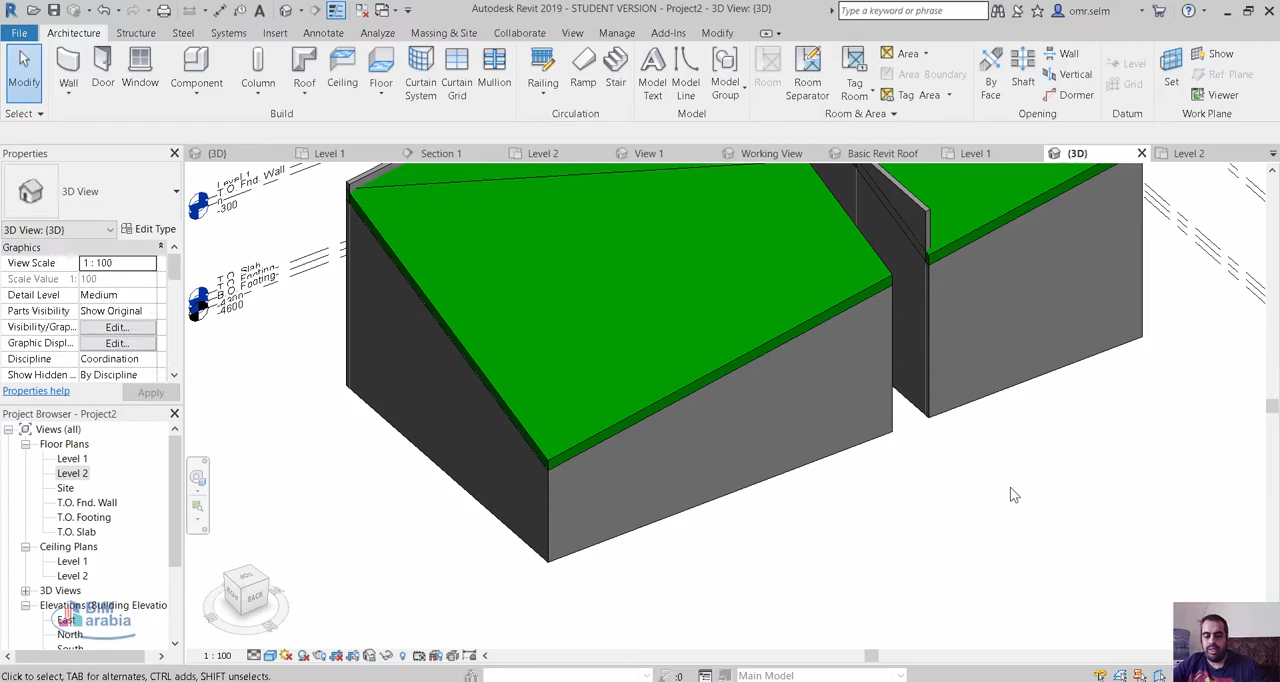 Autodesk Revit 2019 - STUDENT VERSION - Project2 - 3D View: {3D}
Type a keyword or phrase
omr.selm
File Architecture Structure Steel Systems Insert Annotate Analyze Massing & Site Collaborate View Manage Add-Ins Modify
Modify Wall Door Window Component Column Roof Ceiling Floor Curtain System Curtain Grid Mullion Railing Ramp Stair Model Text Model Line Model Group Room Room Separator Tag Room
Area
Area Boundary
Tag Area
By Face Shaft
Wall
Vertical
Dormer
Level
Grid
Set
Show
Ref Plane
Viewer
Select Build Circulation Model Room & Area Opening Datum Work Plane
Properties
{3D} Level 1 Section 1 Level 2 View 1 Working View Basic Revit Roof Level 1 {3D} Level 2
3D View
3D View: {3D} Edit Type
Graphics
View Scale 1 : 100
Scale Value 1: 100
Detail Level Medium
Parts Visibility Show Original
Visibility/Grap... Edit...
Graphic Displ... Edit...
Discipline Coordination
Show Hidden ... By Discipline
Properties help Apply
Project Browser - Project2
Views (all)
Floor Plans
Level 1
Level 2
Site
T.O. Fnd. Wall
T.O. Footing
T.O. Slab
Ceiling Plans
Level 1
Level 2
3D Views
Elevations (Building Elevatio
East
North
South
BIM
arabia
Level 1
T.O. Fnd. Wall
-300
T.O. Slab
T.O. Footing
B.O. Footing
-4300
-4600
BACK
1 : 100
Click to select, TAB for alternates, CTRL adds, SHIFT unselects.
:0
Main Model